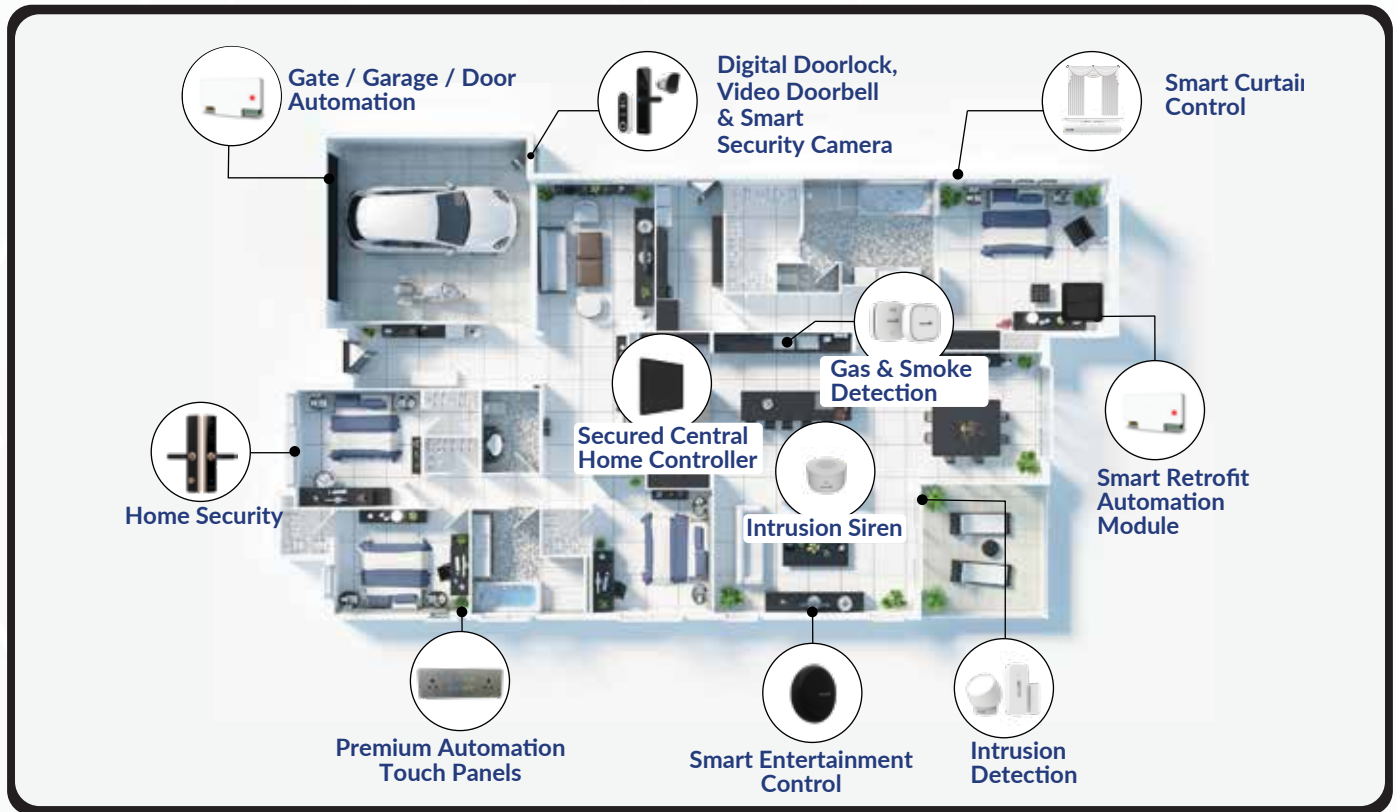 Gate / Garage / Door
Automation
Digital Doorlock,
Video Doorbell
& Smart
Security Camera
Smart Curtai
Control
Gas & Smoke
Detection
Secured Central
Home Controller
Intrusion Siren
Home Security
Smart Retrofit
Automation
Module
Premium Automation
Touch Panels
Smart Entertainment
Control
Intrusion
Detection